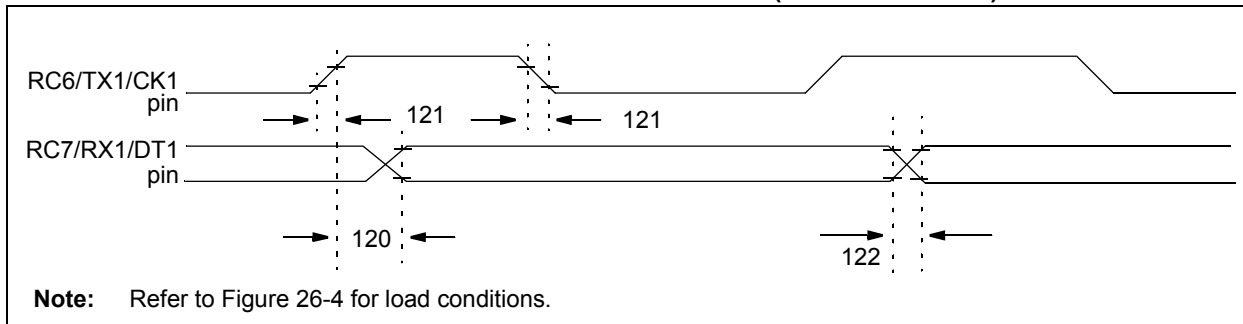 RC6/TX1/CK1
pin
121
121
RC7/RX1/DT1
pin
120
122
Note: Refer to Figure 26-4 for load conditions.